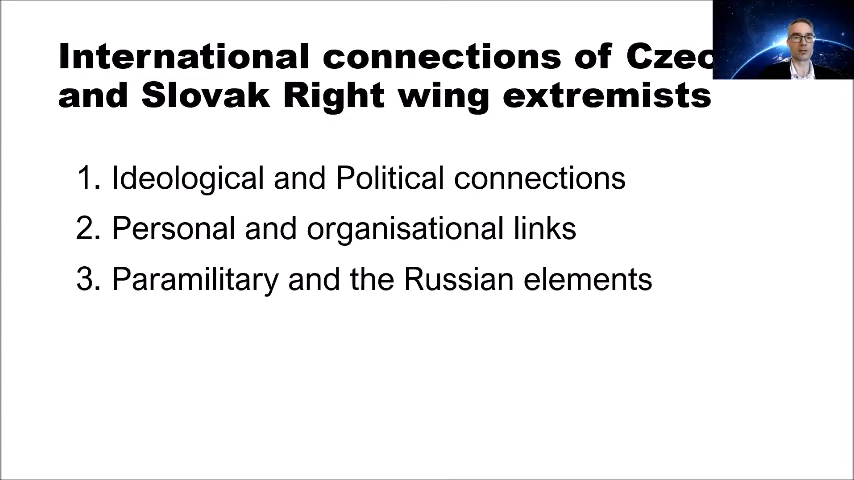 International connections of Czec
and Slovak Right wing extremists
1. Ideological and Political connections
2. Personal and organisational links
3. Paramilitary and the Russian elements